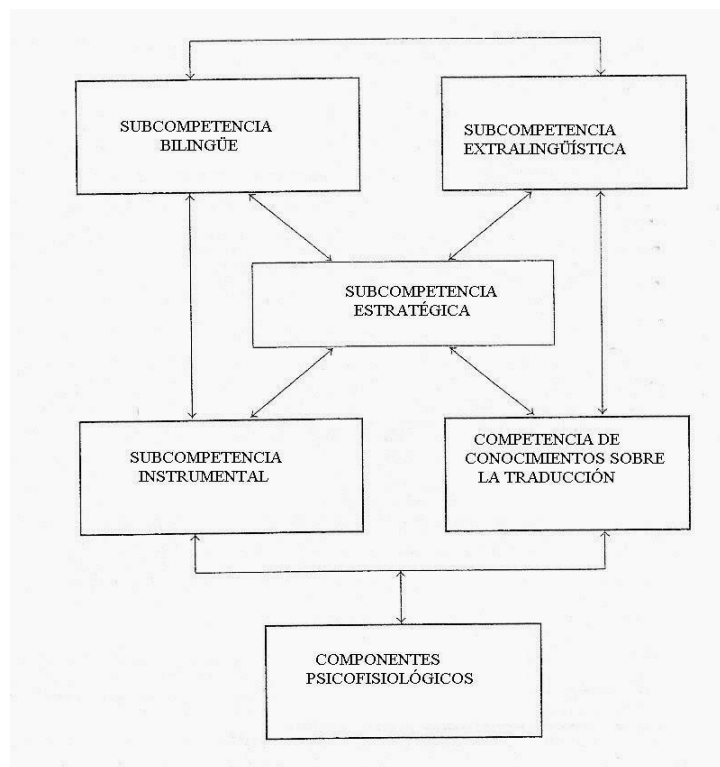 SUBCOMPETENCIA
BILINGÜE
SUBCOMPETENCIA
EXTRALINGÜÍSTICA
SUBCOMPETENCIA
ESTRATÉGICA
SUBCOMPETENCIA
INSTRUMENTAL
COMPETENCIA DE
CONOCIMIENTOS SOBRE
LA TRADUCCIÓN
COMPONENTES
PSICOFISIOLÓGICOS